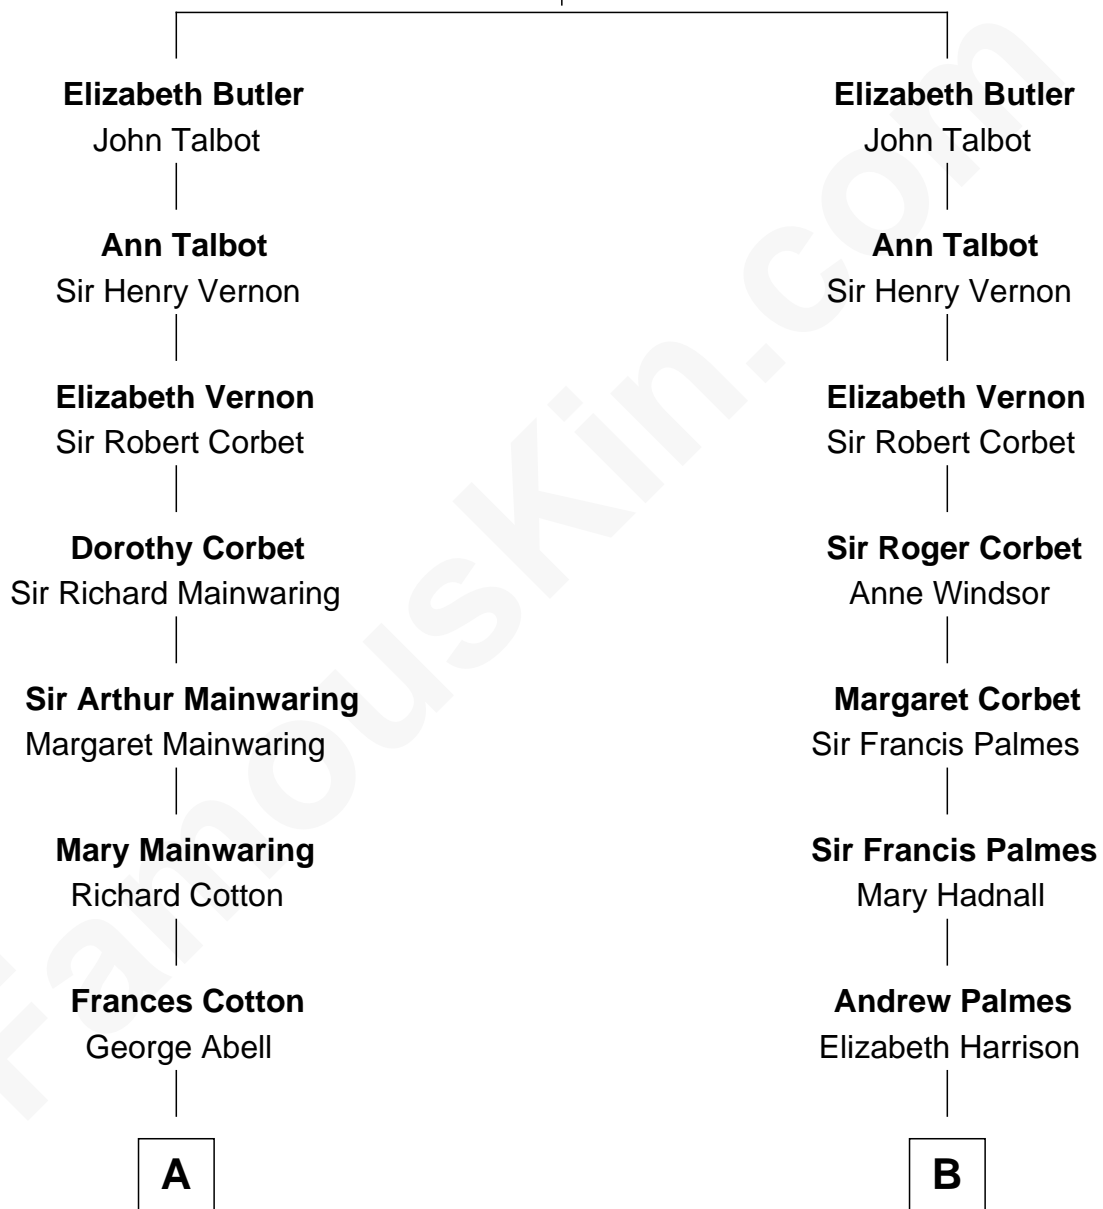 Elizabeth Butler
John Talbot
Ann Talbot
Sir Henry Vernon
Elizabeth Vernon
Sir Robert Corbet
Dorothy Corbet
Sir Richard Mainwaring
Sir Arthur Mainwaring
Margaret Mainwaring
Mary Mainwaring
Richard Cotton
Frances Cotton
George Abell
A
Elizabeth Butler
John Talbot
Ann Talbot
Sir Henry Vernon
Elizabeth Vernon
Sir Robert Corbet
Sir Roger Corbet
Anne Windsor
Margaret Corbet
Sir Francis Palmes
Sir Francis Palmes
Mary Hadnall
Andrew Palmes
Elizabeth Harrison
B
FamousKin.com